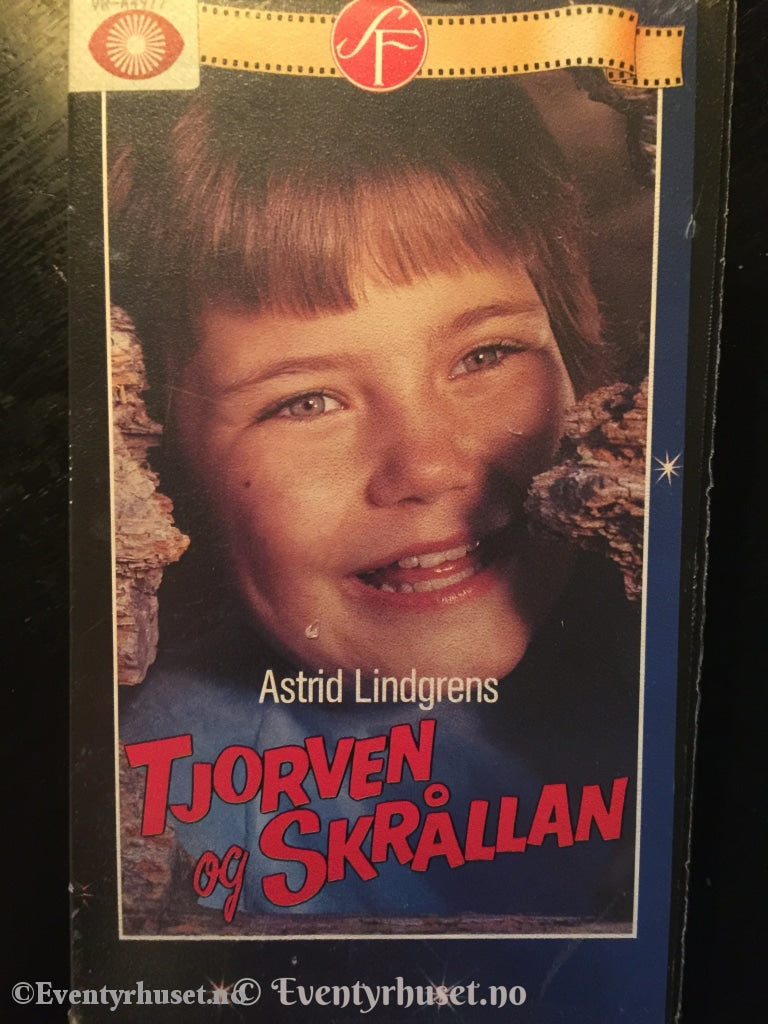 SF
Astrid Lindgrens
TJORVEN
og SKRÅLLAN
©Eventyrhuset.no
© Eventyrhuset.no